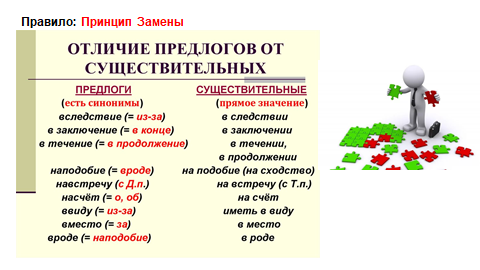 Правило: Принцип Замены
ОТЛИЧИЕ ПРЕДЛОГОВ ОТ
СУЩЕСТВИТЕЛЬНЫХ
ПРЕДЛОГИ СУЩЕСТВИТЕЛЬНЫЕ
(есть синонимы) (прямое значение)
вследствие (= из-за) в следствии
в заключение (= в конце) в заключении
в течение (= в продолжение) в течении,
в продолжении
наподобие (= вроде) на подобие (на сходство)
навстречу (с Д.п.) на встречу (с Т.п.)
насчёт (= о, об) на счёт
ввиду (= из-за) иметь в виду
вместо (= за) в место
вроде (= наподобие) в роде